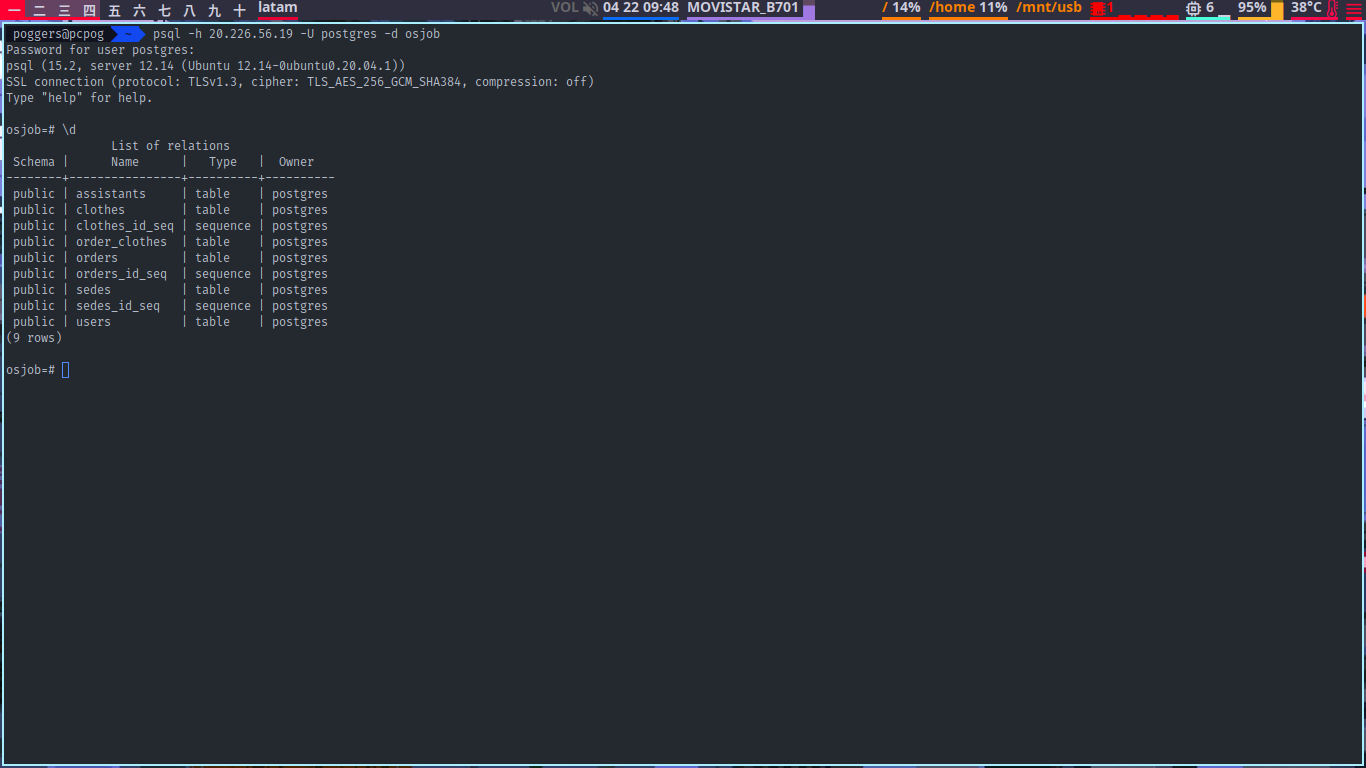 一 二 三 四 五 六 七 八 九 十 latam VOL 04 22 09:48 MOVISTAR_B701 / 14% /home 11% /mnt/usb 1 6 95% 38°C
poggers@pcpog ~ psql -h 20.226.56.19 -U postgres -d osjob
Password for user postgres:
psql (15.2, server 12.14 (Ubuntu 12.14-0ubuntu0.20.04.1))
SSL connection (protocol: TLSv1.3, cipher: TLS_AES_256_GCM_SHA384, compression: off)
Type "help" for help.
osjob=# \d
List of relations
Schema | Name | Type | Owner
--------+----------------+----------+----------
public | assistants | table | postgres
public | clothes | table | postgres
public | clothes_id_seq | sequence | postgres
public | order_clothes | table | postgres
public | orders | table | postgres
public | orders_id_seq | sequence | postgres
public | sedes | table | postgres
public | sedes_id_seq | sequence | postgres
public | users | table | postgres
(9 rows)
osjob=#